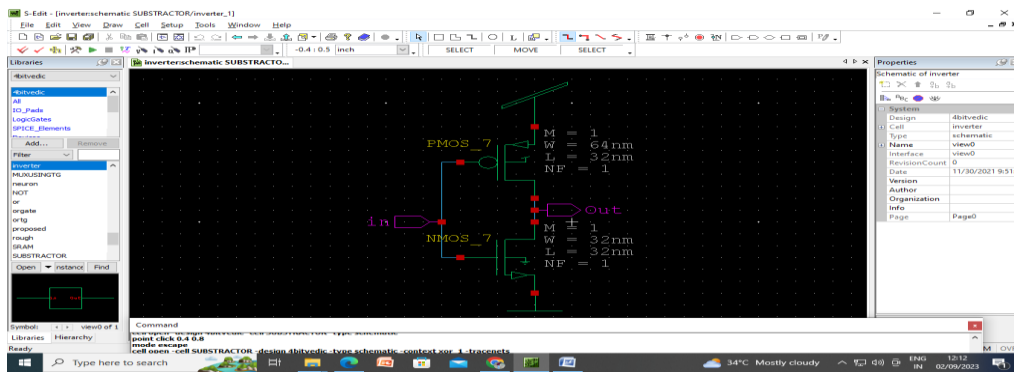 S-Edit - [inverter:schematic SUBSTRACTOR/inverter_1]
File Edit View Draw Cell Setup Tools Window Help
-0.4 : 0.5 inch SELECT MOVE SELECT
Libraries
4bitvedic
4bitvedic
All
IO_Pads
LogicGates
SPICE_Elements
Add... Remove
Filter
inverter
MUXUSINGTG
neuron
NOT
or
orgate
ortg
proposed
rough
SRAM
SUBSTRACTOR
Open Instance Find
Symbol: view0 of 1
Libraries Hierarchy
inverter:schematic SUBSTRACTO...
PMOS_7
M = 1
W = 64nm
L = 32nm
NF = 1
in
Out
NMOS_7
M = 1
W = 32nm
L = 32nm
NF = 1
Properties
Schematic of inverter
System
Design 4bitvedic
Cell inverter
Type schematic
Name view0
Interface view0
RevisionCount 0
Date 11/30/2021 9:51
Version
Author
Organization
Info
Page Page0
Command
point click 0.4 0.8
mode escape
cell open -cell SUBSTRACTOR -design 4bitvedic -type schematic -context xor_1 -tracenets
Ready
Type here to search
34°C Mostly cloudy
ENG
IN
12:12
02/09/2023